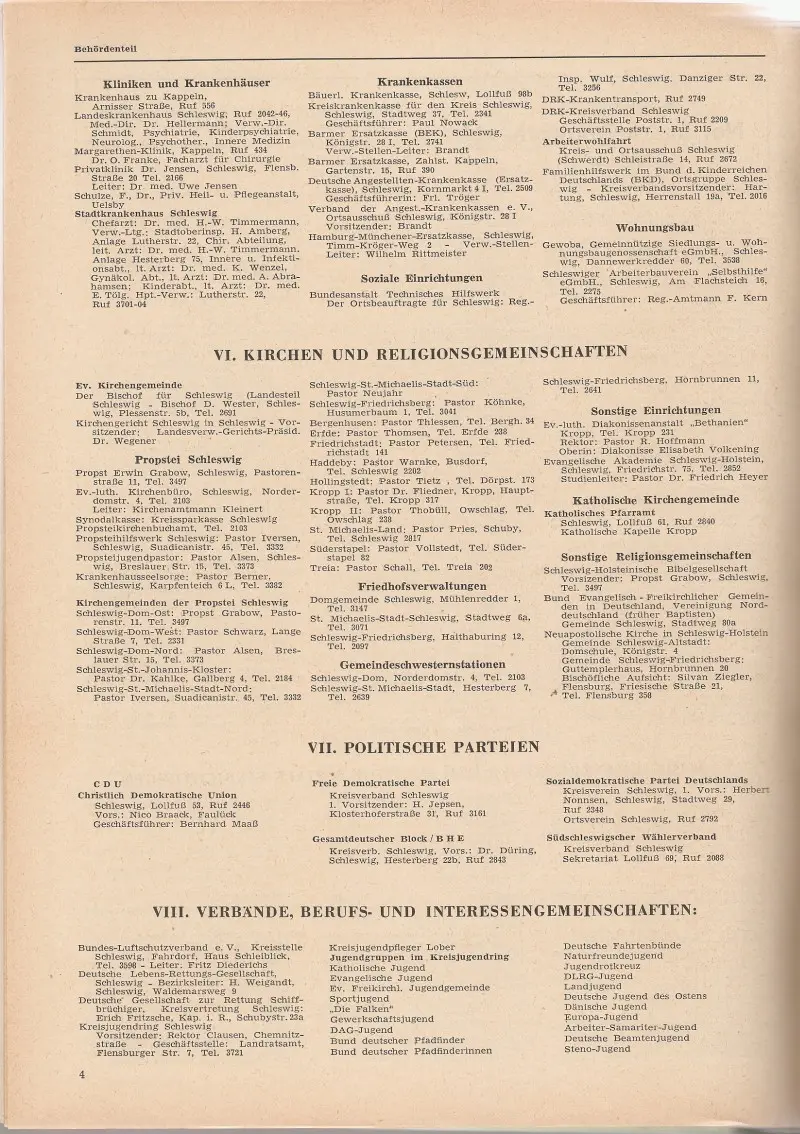 Behördenteil
Kliniken und Krankenhäuser
Krankenhaus zu Kappeln,
Arnisser Straße, Ruf 556
Landeskrankenhaus Schleswig; Ruf 2042-46,
Med.-Dir. Dr. Hellermann; Verw.-Dir.
Schmidt, Psychiatrie, Kinderpsychiatrie,
Neurolog., Psychother., Innere Medizin
Margarethen-Klinik, Kappeln, Ruf 434
Dr. O. Franke, Facharzt für Chirurgie
Privatklinik Dr. Jensen, Schleswig, Flensb.
Straße 20 Tel. 2166
Leiter: Dr. med. Uwe Jensen
Schulze, F., Dr., Priv. Heil- u. Pflegeanstalt,
Uelsby
Stadtkrankenhaus Schleswig
Chefarzt: Dr. med. H.-W. Timmermann,
Verw.-Ltg.: Stadtoberinsp. H. Amberg,
Anlage Lutherstr. 22, Chir. Abteilung,
leit. Arzt: Dr. med. H.-W. Timmermann.
Anlage Hesterberg 75, Innere u. Infekti-
onsabt., lt. Arzt: Dr. med. K. Wenzel,
Gynäkol. Abt., lt. Arzt: Dr. med. A. Abra-
hamsen; Kinderabt., lt. Arzt: Dr. med.
E. Tölg. Hpt.-Verw.: Lutherstr. 22,
Ruf 3701-04
Krankenkassen
Bäuerl. Krankenkasse, Schlesw, Lollfuß 98b
Kreiskrankenkasse für den Kreis Schleswig,
Schleswig, Stadtweg 37, Tel. 2341
Geschäftsführer: Paul Nowack
Barmer Ersatzkasse (BEK), Schleswig,
Königstr. 28 I, Tel. 2741
Verw.-Stellen-Leiter: Brandt
Barmer Ersatzkasse, Zahlst. Kappeln,
Gartenstr. 15, Ruf 390
Deutsche Angestellten-Krankenkasse (Ersatz-
kasse), Schleswig, Kornmarkt 4 I, Tel. 2509
Geschäftsführerin: Frl. Tröger
Verband der Angest.-Krankenkassen e. V.,
Ortsausschuß Schleswig, Königstr. 28 I
Vorsitzender: Brandt
Hamburg-Münchener-Ersatzkasse, Schleswig,
Timm-Kröger-Weg 2 - Verw.-Stellen-
Leiter: Wilhelm Rittmeister
Soziale Einrichtungen
Bundesanstalt Technisches Hilfswerk
Der Ortsbeauftragte für Schleswig: Reg.-
Insp. Wulf, Schleswig, Danziger Str. 22,
Tel. 3256
DRK-Krankentransport, Ruf 2749
DRK-Kreisverband Schleswig
Geschäftsstelle Poststr. 1, Ruf 2209
Ortsverein Poststr. 1, Ruf 3115
Arbeiterwohlfahrt
Kreis- und Ortsausschuß Schleswig
(Schwerdt) Schleistraße 14, Ruf 2672
Familienhilfswerk im Bund d. Kinderreichen
Deutschlands (BKD), Ortsgruppe Schles-
wig - Kreisverbandsvorsitzender: Har-
tung, Schleswig, Herrenstall 19a, Tel. 2016
Wohnungsbau
Gewoba, Gemeinnützige Siedlungs- u. Woh-
nungsbaugenossenschaft eGmbH., Schles-
wig, Dannewerkredder 60, Tel. 3538
Schleswiger Arbeiterbauverein „Selbsthilfe"
eGmbH., Schleswig, Am Flachsteich 16,
Tel. 2275
Geschäftsführer: Reg.-Amtmann F. Kern
VI. KIRCHEN UND RELIGIONSGEMEINSCHAFTEN
Ev. Kirchengemeinde
Der Bischof für Schleswig (Landesteil
Schleswig - Bischof D. Wester, Schles-
wig, Plessenstr. 5b, Tel. 2691
Kirchengericht Schleswig in Schleswig - Vor-
sitzender: Landesverw.-Gerichts-Präsid.
Dr. Wegener
Propstei Schleswig
Propst Erwin Grabow, Schleswig, Pastoren-
straße 11, Tel. 3497
Ev.-luth. Kirchenbüro, Schleswig, Norder-
domstr. 4, Tel. 2103
Leiter: Kirchenamtmann Kleinert
Synodalkasse: Kreissparkasse Schleswig
Propsteikirchenbuchamt, Tel. 2103
Propsteihilfswerk Schleswig: Pastor Iversen,
Schleswig, Suadicanistr. 45, Tel. 3332
Propsteijugendpastor: Pastor Alsen, Schles-
wig, Breslauer Str. 15, Tel. 3373
Krankenhausseelsorge: Pastor Berner,
Schleswig, Karpfenteich 6 L, Tel. 3382
Kirchengemeinden der Propstei Schleswig
Schleswig-Dom-Ost: Propst Grabow, Pasto-
renstr. 11, Tel. 3497
Schleswig-Dom-West: Pastor Schwarz, Lange
Straße 7, Tel. 2331
Schleswig-Dom-Nord: Pastor Alsen, Bres-
lauer Str. 15, Tel. 3373
Schleswig-St.-Johannis-Kloster:
Pastor Dr. Kahlke, Gallberg 4, Tel. 2184
Schleswig-St.-Michaelis-Stadt-Nord:
Pastor Iversen, Suadicanistr. 45, Tel. 3332
Schleswig-St.-Michaelis-Stadt-Süd:
Pastor Neujahr
Schleswig-Friedrichsberg: Pastor Köhnke,
Husumerbaum 1, Tel. 3041
Bergenhusen: Pastor Thiessen, Tel. Bergh. 34
Erfde: Pastor Thomsen, Tel. Erfde 238
Friedrichstadt: Pastor Petersen, Tel. Fried-
richstadt 141
Haddeby: Pastor Warnke, Busdorf,
Tel. Schleswig 2202
Hollingstedt: Pastor Tietz , Tel. Dörpst. 173
Kropp I: Pastor Dr. Fliedner, Kropp, Haupt-
straße, Tel. Kropp 317
Kropp II: Pastor Thobüll, Owschlag, Tel.
Owschlag 238
St. Michaelis-Land: Pastor Pries, Schuby,
Tel. Schleswig 2817
Süderstapel: Pastor Vollstedt, Tel. Süder-
stapel 82
Treia: Pastor Schall, Tel. Treia 202
Friedhofsverwaltungen
Domgemeinde Schleswig, Mühlenredder 1,
Tel. 3147
St. Michaelis-Stadt-Schleswig, Stadtweg 6a,
Tel. 3071
Schleswig-Friedrichsberg, Haithaburing 12,
Tel. 2097
Gemeindeschwesternstationen
Schleswig-Dom, Norderdomstr. 4, Tel. 2103
Schleswig-St. Michaelis-Stadt, Hesterberg 7,
Tel. 2639
Schleswig-Friedrichsberg, Hornbrunnen 11,
Tel. 2641
Sonstige Einrichtungen
Ev.-luth. Diakonissenanstalt „Bethanien"
Kropp, Tel. Kropp 231
Rektor: Pastor R. Hoffmann
Oberin: Diakonisse Elisabeth Volkening
Evangelische Akademie Schleswig-Holstein,
Schleswig, Friedrichstr. 75, Tel. 2852
Studienleiter: Pastor Dr. Friedrich Heyer
Katholische Kirchengemeinde
Katholisches Pfarramt
Schleswig, Lollfuß 61, Ruf 2840
Katholische Kapelle Kropp
Sonstige Religionsgemeinschaften
Schleswig-Holsteinische Bibelgesellschaft
Vorsizender: Propst Grabow, Schleswig,
Tel. 3497
Bund Evangelisch - Freikirchlicher Gemein-
den in Deutschland, Vereinigung Nord-
deutschland (früher Baptisten)
Gemeinde Schleswig, Stadtweg 80a
Neuapostolische Kirche in Schleswig-Holstein
Gemeinde Schleswig-Altstadt:
Domschule, Königstr. 4
Gemeinde Schleswig-Friedrichsberg:
Guttemplerhaus, Hornbrunnen 20
Bischöfliche Aufsicht: Silvan Ziegler,
Flensburg, Friesische Straße 21,
Tel. Flensburg 358
VII. POLITISCHE PARTEIEN
CDU
Christlich Demokratische Union
Schleswig, Lollfuß 53, Ruf 2446
Vors.: Nico Braack, Faulück
Geschäftsführer: Bernhard Maaß
Freie Demokratische Partei
Kreisverband Schleswig
1. Vorsitzender: H. Jepsen,
Klosterhoferstraße 31, Ruf 3161
Gesamtdeutscher Block / BHE
Kreisverb. Schleswig, Vors.: Dr. Düring,
Schleswig, Hesterberg 22b, Ruf 2843
Sozialdemokratische Partei Deutschlands
Kreisverein Schleswig, 1. Vors.: Herbert
Nonnsen, Schleswig, Stadtweg 29,
Ruf 2348
Ortsverein Schleswig, Ruf 2792
Südschleswigscher Wählerverband
Kreisverband Schleswig
Sekretariat Lollfuß 69, Ruf 2088
VIII. VERBÄNDE, BERUFS- UND INTERESSENGEMEINSCHAFTEN:
Bundes-Luftschutzverband e. V., Kreisstelle
Schleswig, Fahrdorf, Haus Schleiblick,
Tel. 3598 - Leiter: Fritz Diederichs
Deutsche Lebens-Rettungs-Gesellschaft,
Schleswig - Bezirksleiter: H. Weigandt,
Schleswig, Waldemarsweg 9
Deutsche Gesellschaft zur Rettung Schiff-
brüchiger, Kreisvertretung Schleswig:
Erich Fritzsche, Kap. i. R., Schubystr. 23a
Kreisjugendring Schleswig
Vorsitzender: Rektor Clausen, Chemnitz-
straße - Geschäftsstelle: Landratsamt,
Flensburger Str. 7, Tel. 3721
Kreisjugendpfleger Lober
Jugendgruppen im Kreisjugendring
Katholische Jugend
Evangelische Jugend
Ev. Freikirchl. Jugendgemeinde
Sportjugend
„Die Falken"
Gewerkschaftsjugend
DAG-Jugend
Bund deutscher Pfadfinder
Bund deutscher Pfadfinderinnen
Deutsche Fahrtenbünde
Naturfreundejugend
Jugendrotkreuz
DLRG-Jugend
Landjugend
Deutsche Jugend des Ostens
Dänische Jugend
Europa-Jugend
Arbeiter-Samariter-Jugend
Deutsche Beamtenjugend
Steno-Jugend
4